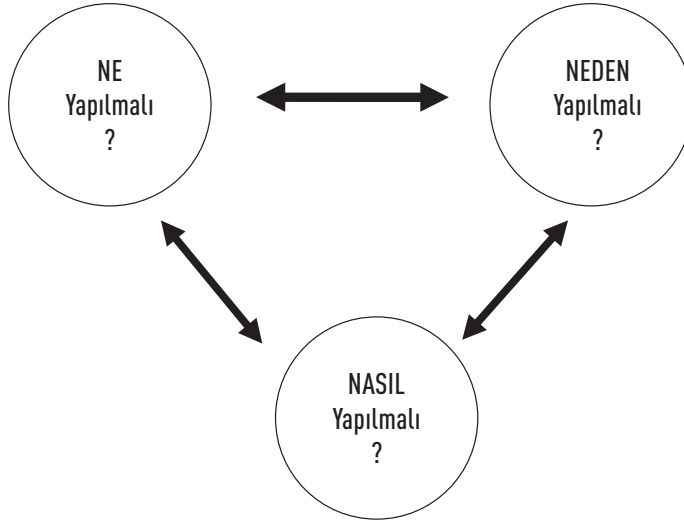 NE
Yapılmalı
?
NEDEN
Yapılmalı
?
NASIL
Yapılmalı
?